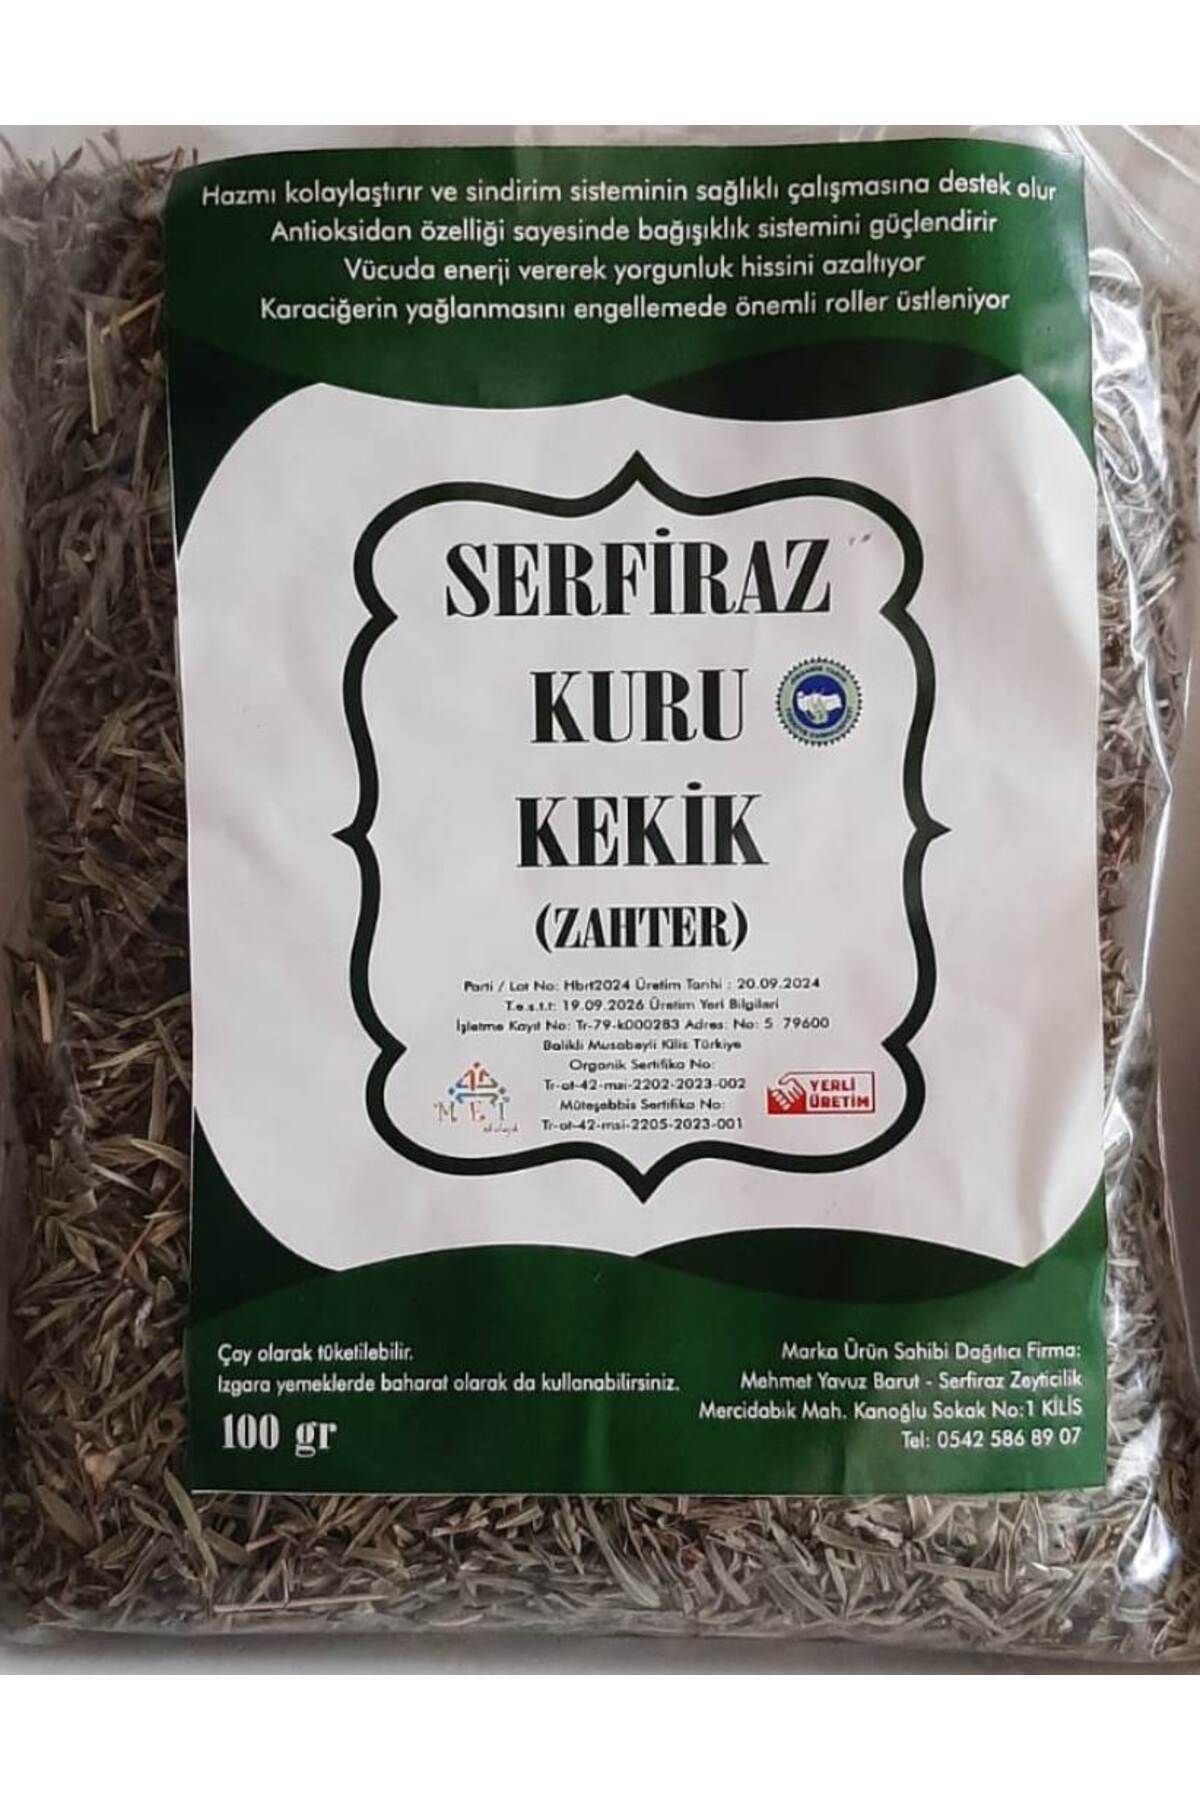 Hazmı kolaylaştırır ve sindirim sisteminin sağlıklı çalışmasına destek olur
Antioksidan özelliği sayesinde bağışıklık sistemini güçlendirir
Vücuda enerji vererek yorgunluk hissini azaltıyor
Karaciğerin yağlanmasını engellemede önemli roller üstleniyor
SERFİRAZ
KURU
KEKİK
(ZAHTER)
Parti / Lot No: Hbrt2024 Üretim Tarihi : 20.09.2024
T.e.s.t.t: 19.09.2026 Üretim Yeri Bilgileri
İşletme Kayıt No: Tr-79-k000283 Adres: No: 5 79600
Balikli Musabeyli Kilis Türkiye
Organik Sertifika No:
Tr-ot-42-mai-2202-2023-002
Müteşabbis Sertifika No:
Tr-ot-42-msi-2205-2023-001
M E T
YERLİ
ÜRETİM
Çay olarak tüketilebilir.
Izgara yemeklerde baharat olarak da kullanabilirsiniz.
100 gr
Marka Ürün Sahibi Dağıtıcı Firma:
Mehmet Yavuz Barut - Serfiraz Zeyticilik
Mercidabık Mah. Kanoğlu Sokak No:1 KİLİS
Tel: 0542 586 89 07